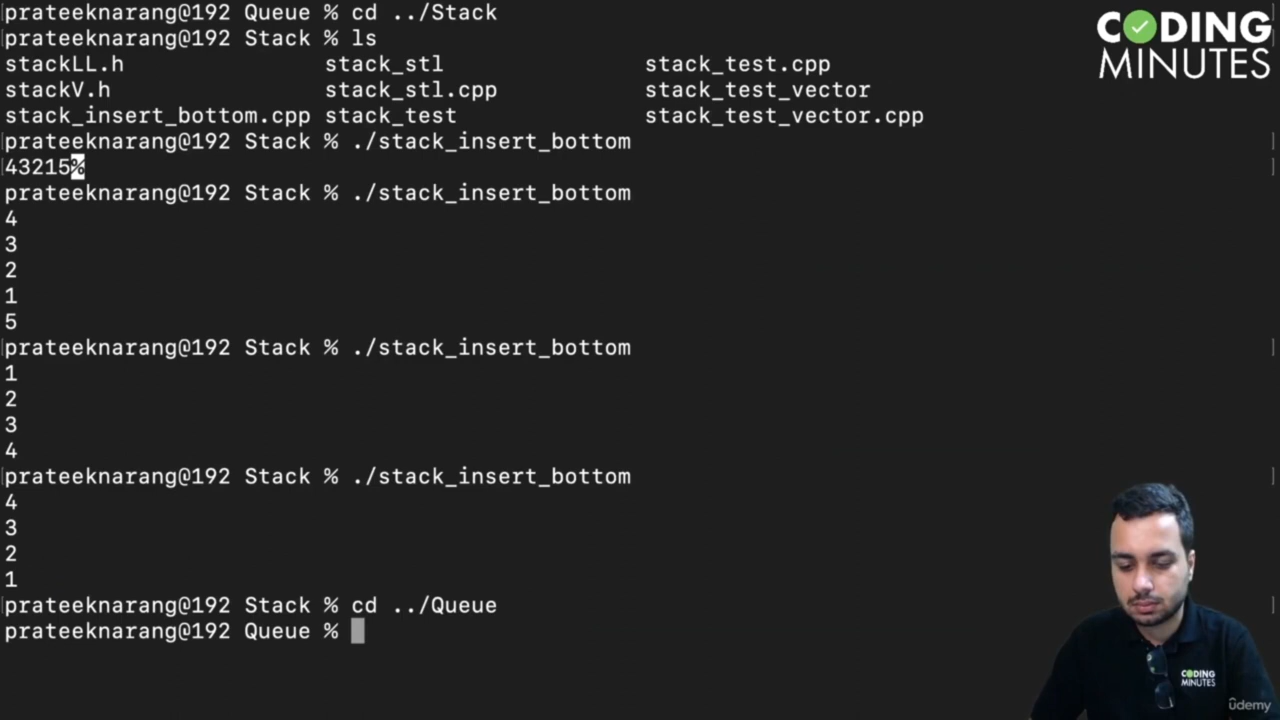 prateeknarang@192 Queue % cd ../Stack
prateeknarang@192 Stack % ls
stackLL.h stack_stl stack_test.cpp
stackV.h stack_stl.cpp stack_test_vector
stack_insert_bottom.cpp stack_test stack_test_vector.cpp
prateeknarang@192 Stack % ./stack_insert_bottom
43215%
prateeknarang@192 Stack % ./stack_insert_bottom
4
3
2
1
5
prateeknarang@192 Stack % ./stack_insert_bottom
1
2
3
4
prateeknarang@192 Stack % ./stack_insert_bottom
4
3
2
1
prateeknarang@192 Stack % cd ../Queue
prateeknarang@192 Queue %
CODING
MINUTES
CODING
MINUTES
ûdemy